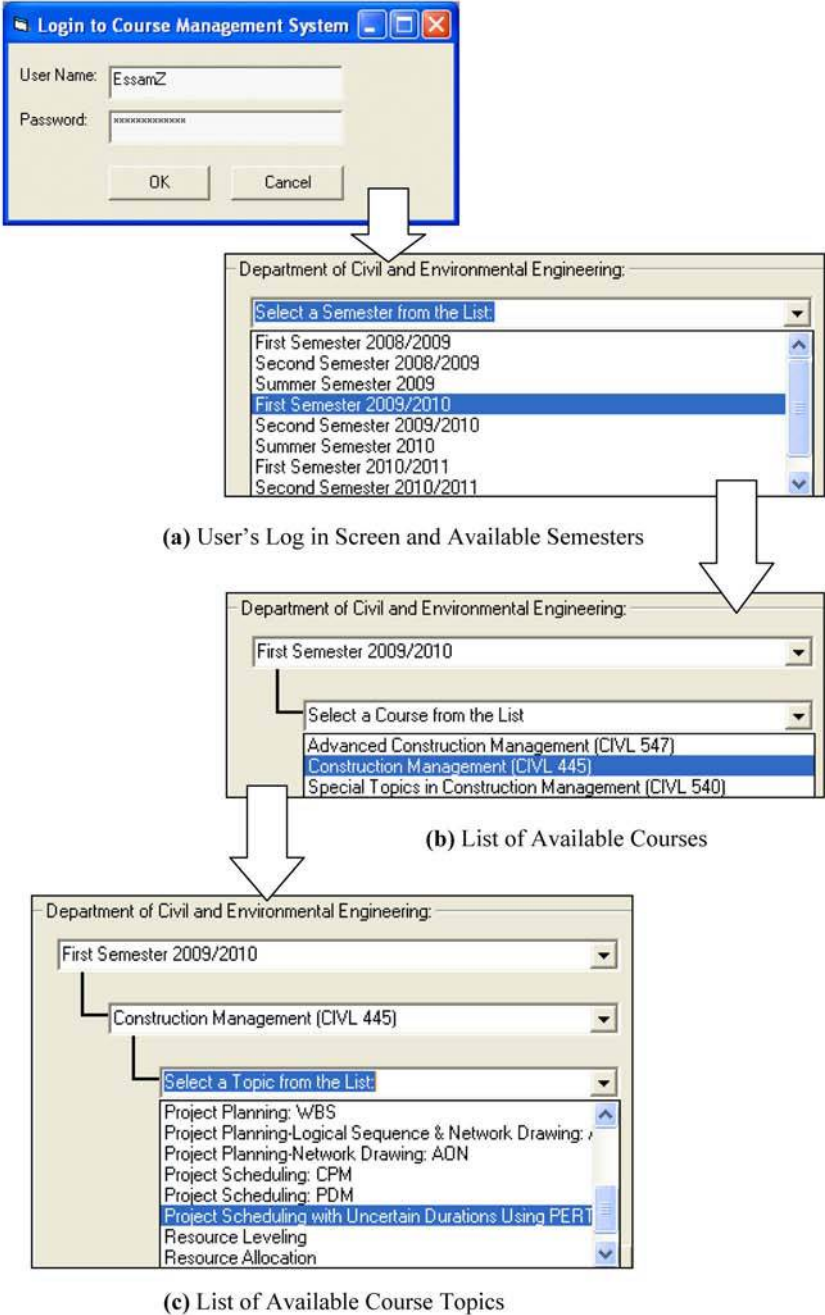 Login to Course Management System
User Name: EssamZ
Password: *************
OK Cancel
Department of Civil and Environmental Engineering:
Select a Semester from the List:
First Semester 2008/2009
Second Semester 2008/2009
Summer Semester 2009
First Semester 2009/2010
Second Semester 2009/2010
Summer Semester 2010
First Semester 2010/2011
Second Semester 2010/2011
(a) User's Log in Screen and Available Semesters
Department of Civil and Environmental Engineering:
First Semester 2009/2010
Select a Course from the List
Advanced Construction Management (CIVL 547)
Construction Management (CIVL 445)
Special Topics in Construction Management (CIVL 540)
(b) List of Available Courses
Department of Civil and Environmental Engineering:
First Semester 2009/2010
Construction Management (CIVL 445)
Select a Topic from the List:
Project Planning: WBS
Project Planning-Logical Sequence & Network Drawing:
Project Planning-Network Drawing: AON
Project Scheduling: CPM
Project Scheduling: PDM
Project Scheduling with Uncertain Durations Using PERT
Resource Leveling
Resource Allocation
(c) List of Available Course Topics